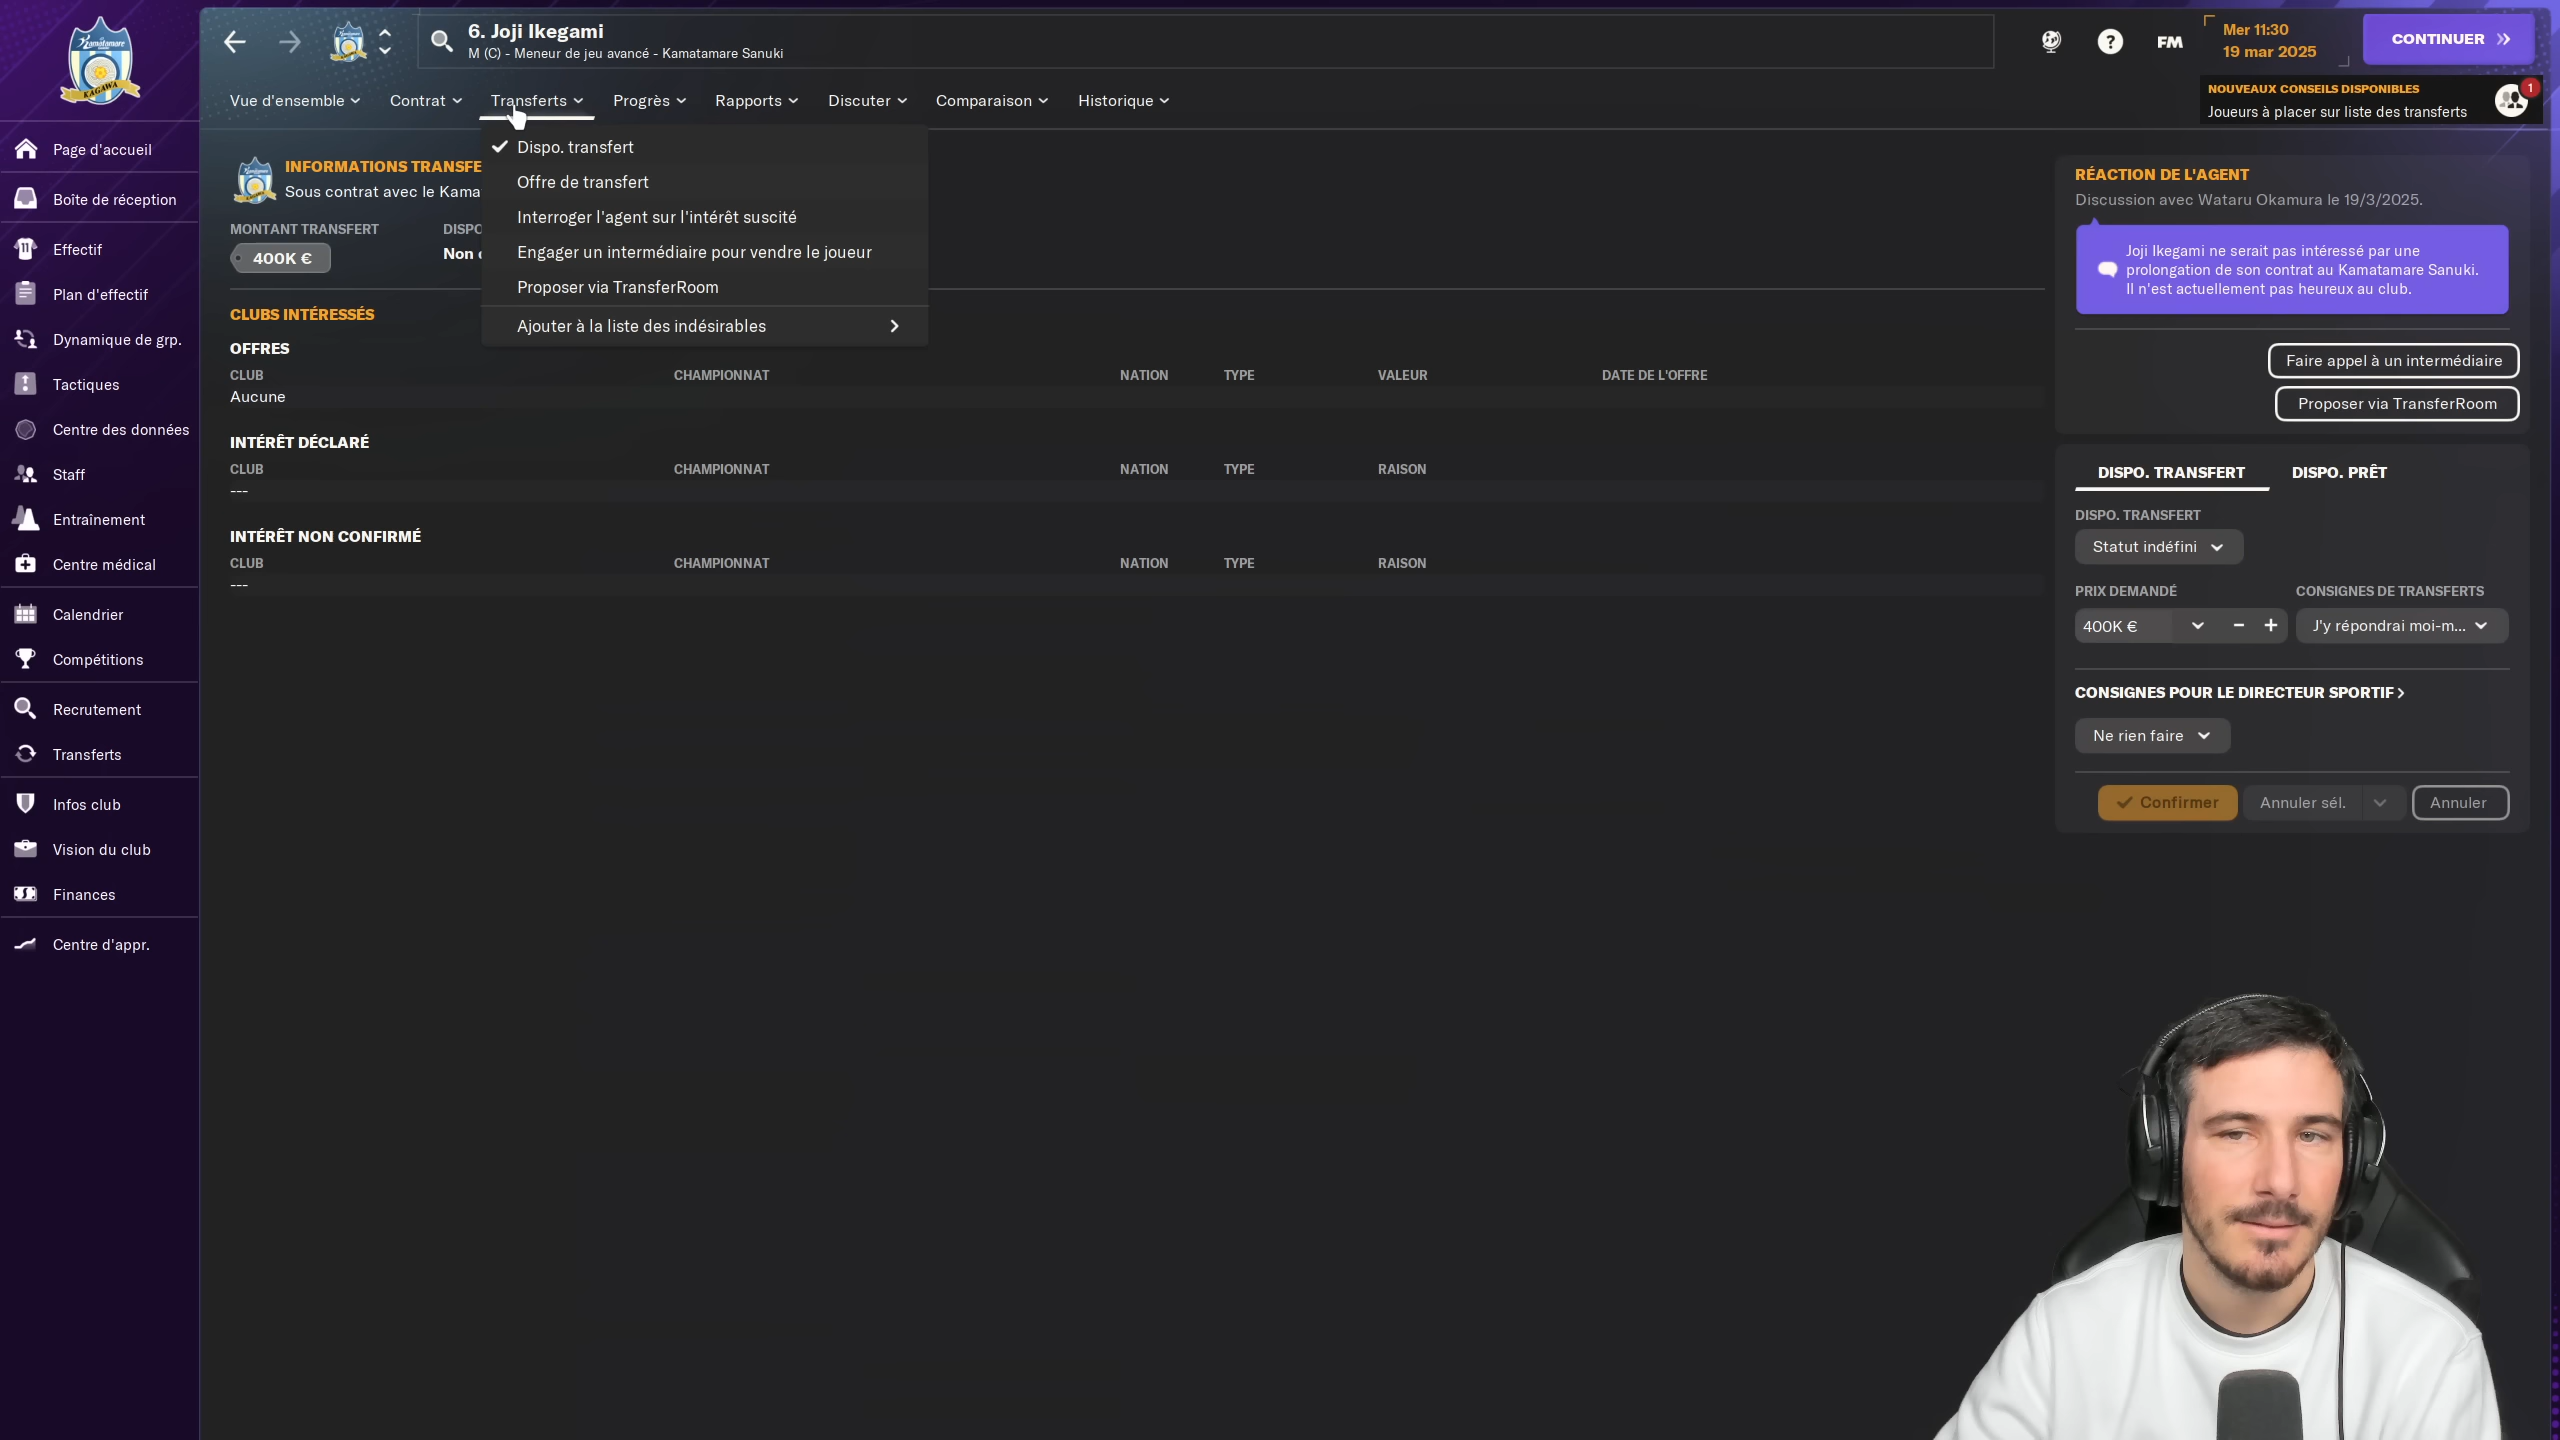 Kamatamare
KAGAWA
6. Joji Ikegami
M (C) - Meneur de jeu avancé - Kamatamare Sanuki
FM
Mer 11:30
19 mar 2025
CONTINUER
Vue d'ensemble
Contrat
Transferts
Progrès
Rapports
Discuter
Comparaison
Historique
NOUVEAUX CONSEILS DISPONIBLES
Joueurs à placer sur liste des transferts
1
Page d'accueil
Boîte de réception
Effectif
Plan d'effectif
Dynamique de grp.
Tactiques
Centre des données
Staff
Entraînement
Centre médical
Calendrier
Compétitions
Recrutement
Transferts
Infos club
Vision du club
Finances
Centre d'appr.
INFORMATIONS TRANSFE
Sous contrat avec le Kama
MONTANT TRANSFERT
400K €
DISPO
Non
Dispo. transfert
Offre de transfert
Interroger l'agent sur l'intérêt suscité
Engager un intermédiaire pour vendre le joueur
Proposer via TransferRoom
Ajouter à la liste des indésirables
CLUBS INTÉRESSÉS
OFFRES
CLUB CHAMPIONNAT NATION TYPE VALEUR DATE DE L'OFFRE
Aucune
INTÉRÊT DÉCLARÉ
CLUB CHAMPIONNAT NATION TYPE RAISON
---
INTÉRÊT NON CONFIRMÉ
CLUB CHAMPIONNAT NATION TYPE RAISON
---
RÉACTION DE L'AGENT
Discussion avec Wataru Okamura le 19/3/2025.
Joji Ikegami ne serait pas intéressé par une
prolongation de son contrat au Kamatamare Sanuki.
Il n'est actuellement pas heureux au club.
Faire appel à un intermédiaire
Proposer via TransferRoom
DISPO. TRANSFERT DISPO. PRÊT
DISPO. TRANSFERT
Statut indéfini
PRIX DEMANDÉ CONSIGNES DE TRANSFERTS
400K € - + J'y répondrai moi-m...
CONSIGNES POUR LE DIRECTEUR SPORTIF
Ne rien faire
Confirmer Annuler sél. Annuler